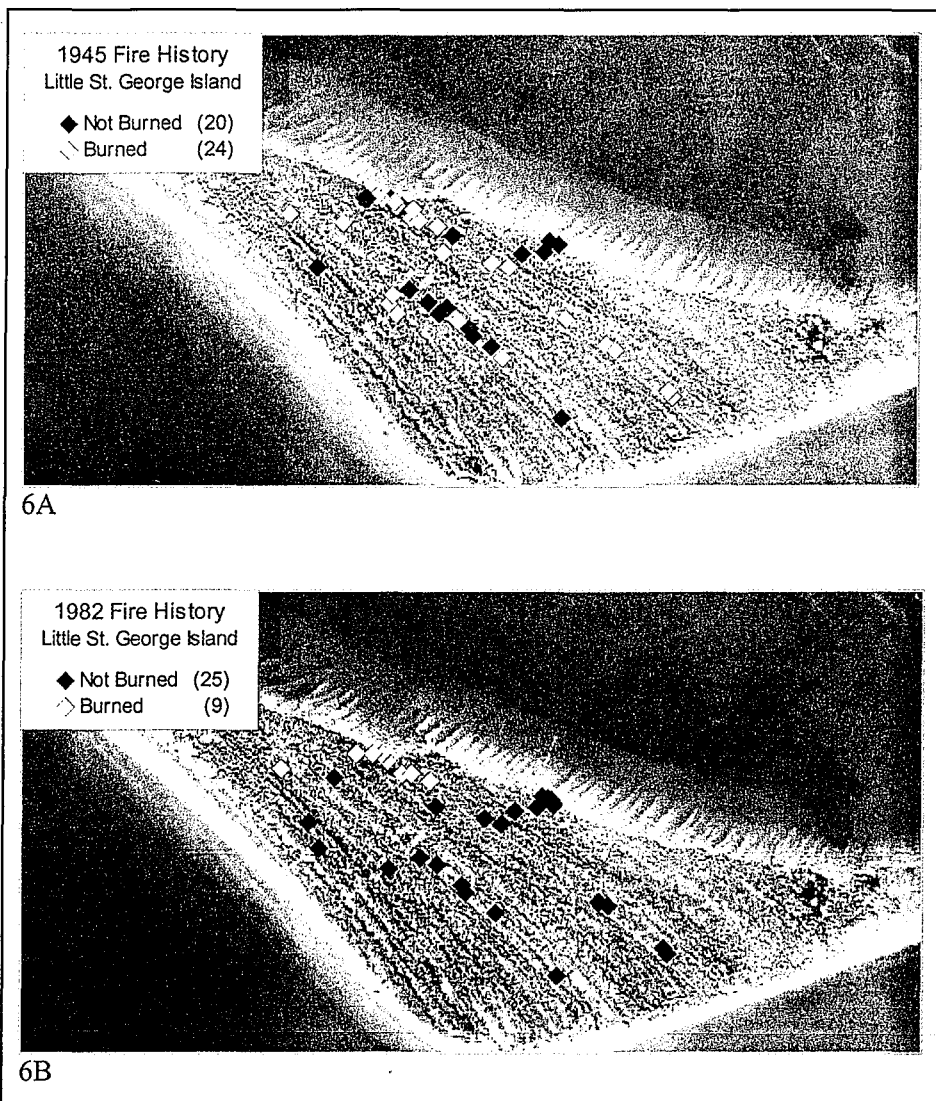 1945 Fire History
Little St. George Island
Not Burned (20)
Burned (24)
6A
1982 Fire History
Little St. George Island
Not Burned (25)
Burned (9)
6B